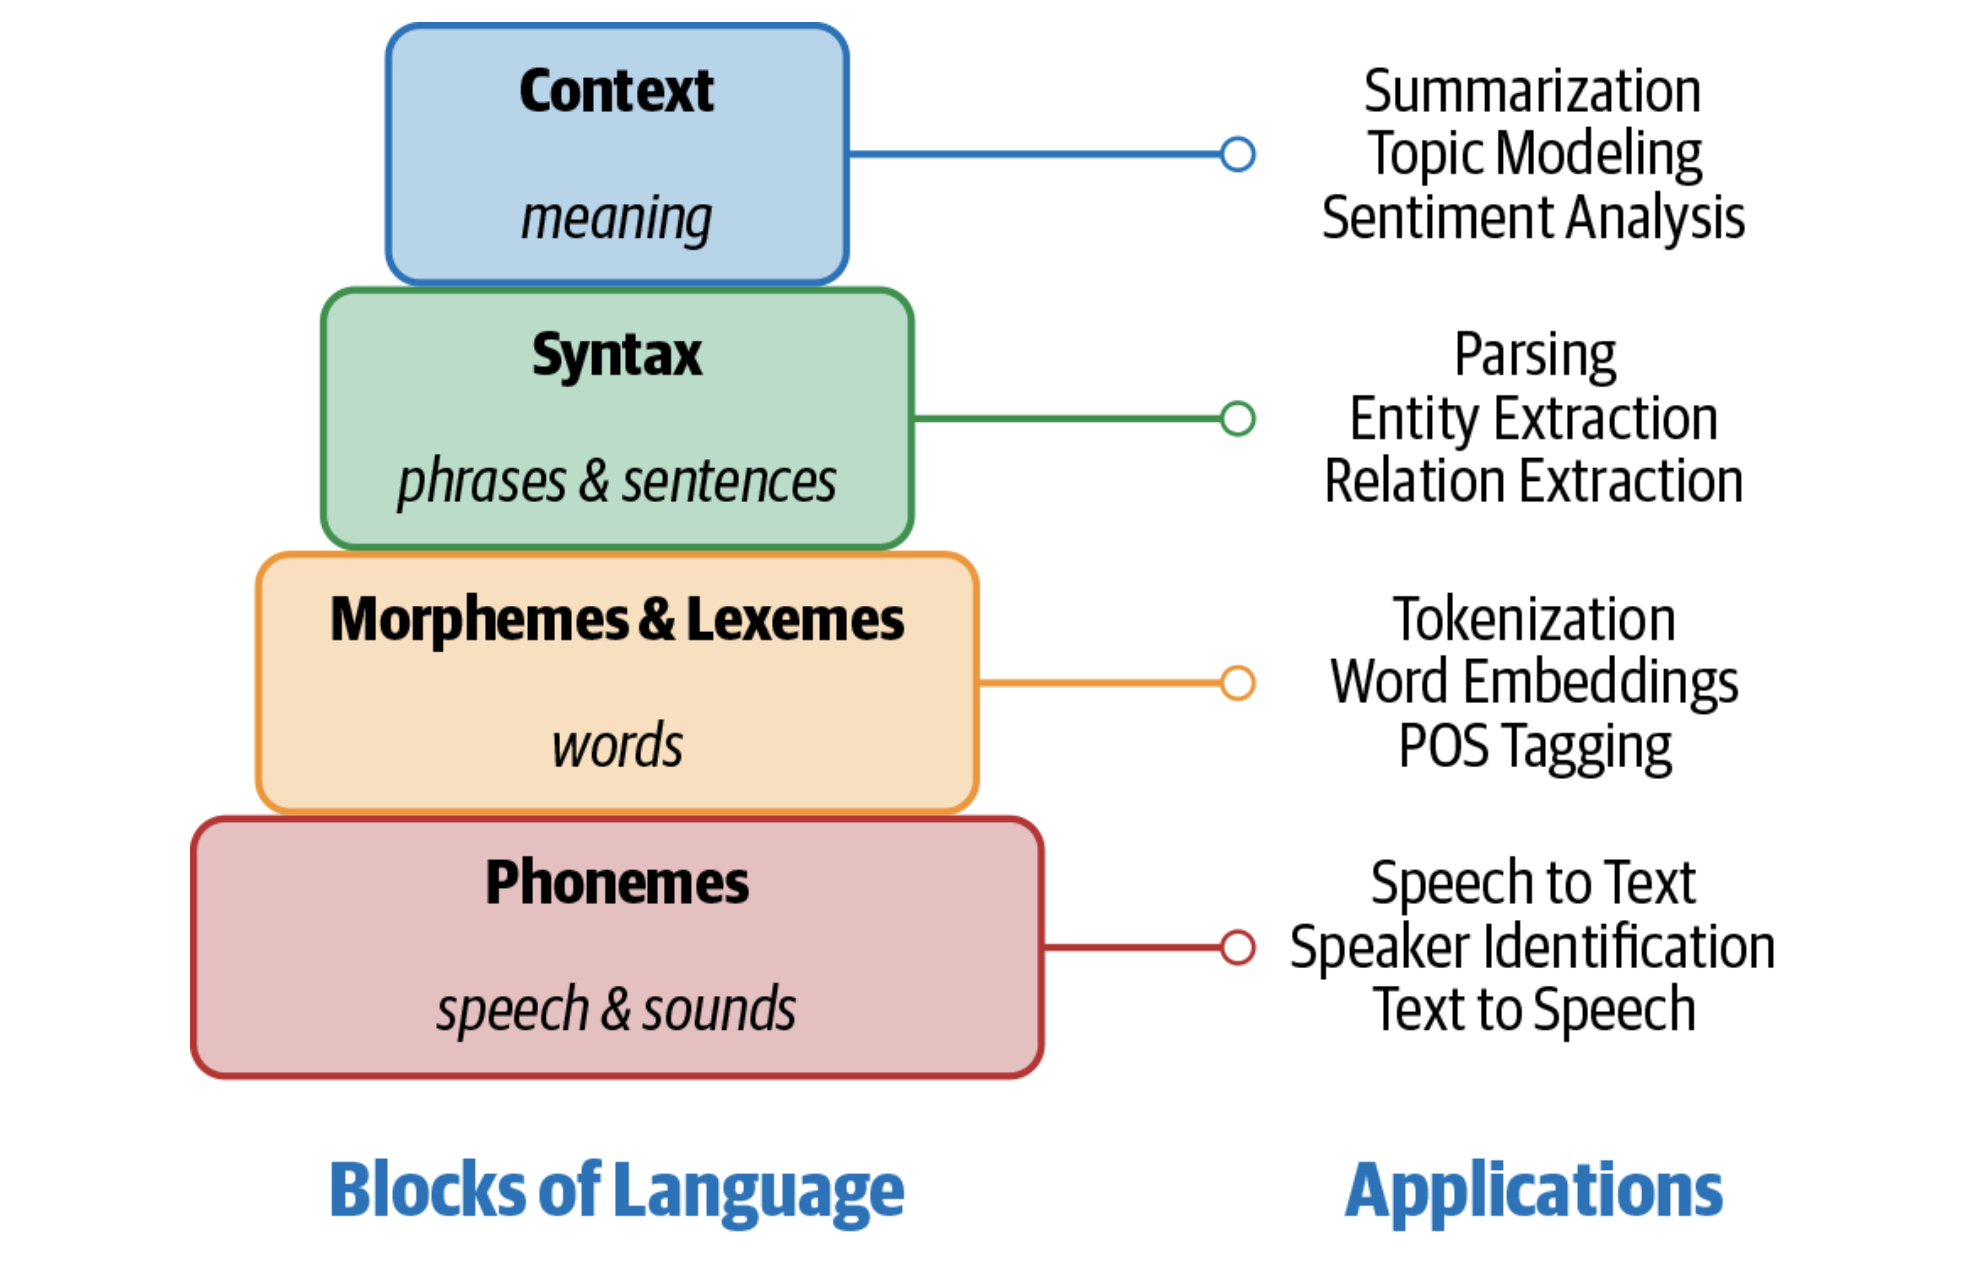 Context
meaning
Summarization
Topic Modeling
Sentiment Analysis
Syntax
phrases & sentences
Parsing
Entity Extraction
Relation Extraction
Morphemes & Lexemes
words
Tokenization
Word Embeddings
POS Tagging
Phonemes
speech & sounds
Speech to Text
Speaker Identification
Text to Speech
Blocks of Language
Applications